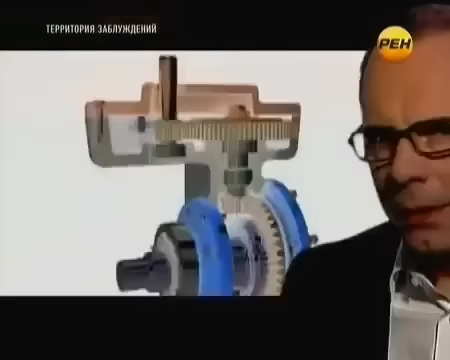 ТЕРРИТОРИЯ ЗАБЛУЖДЕНИЙ
РЕН